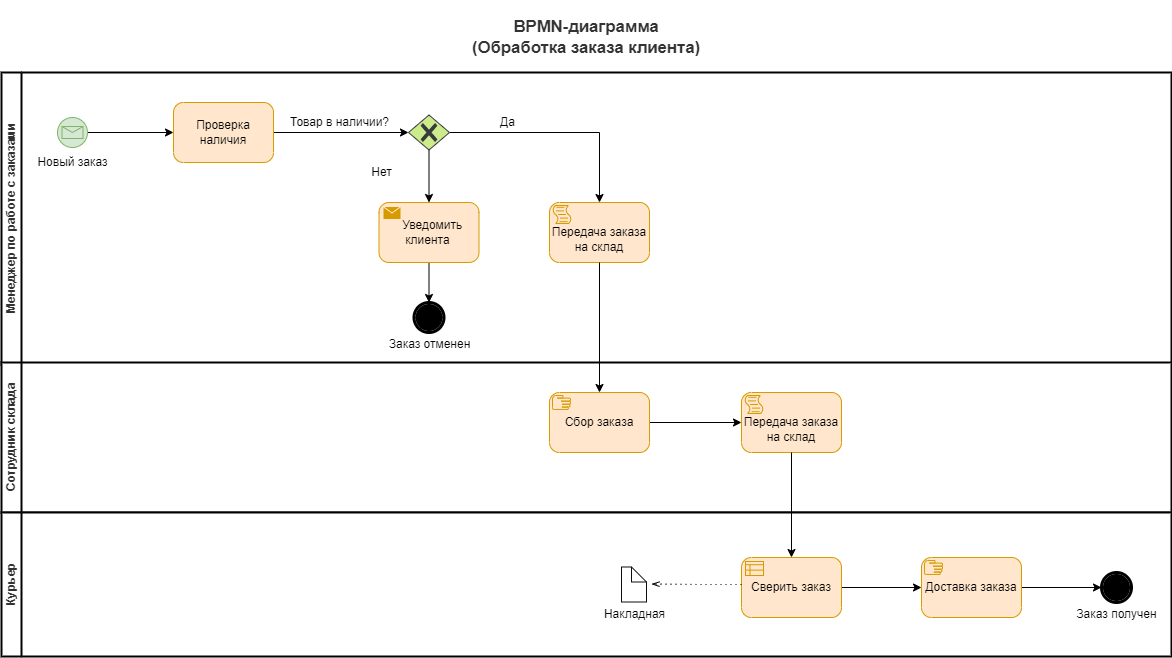 BPMN-диаграмма
(Обработка заказа клиента)
Менеджер по работе с заказами
Новый заказ
Проверка
наличия
Товар в наличии?
Да
Нет
Уведомить
клиента
Передача заказа
на склад
Заказ отменен
Сотрудник склада
Сбор заказа
Передача заказа
на склад
Курьер
Накладная
Сверить заказ
Доставка заказа
Заказ получен